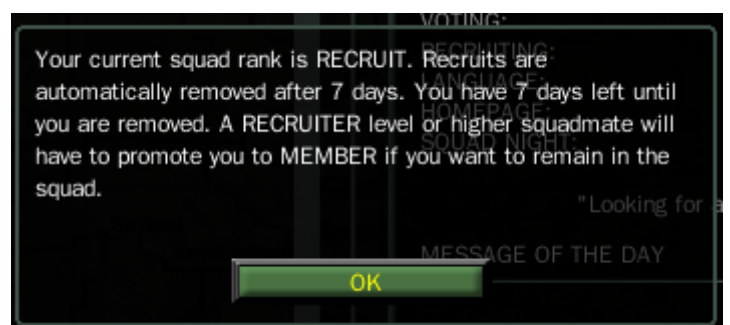 VOTING:
Your current squad rank is RECRUIT. Recruits are
RECRUITING:
automatically removed after 7 days. You have 7 days left until
LANGUAGE:
you are removed. A RECRUITER level or higher squadmate will
HOMEPAGE:
have to promote you to MEMBER if you want to remain in the
SQUAD NIGHT:
squad.
"Looking for a
MESSAGE OF THE DAY
OK